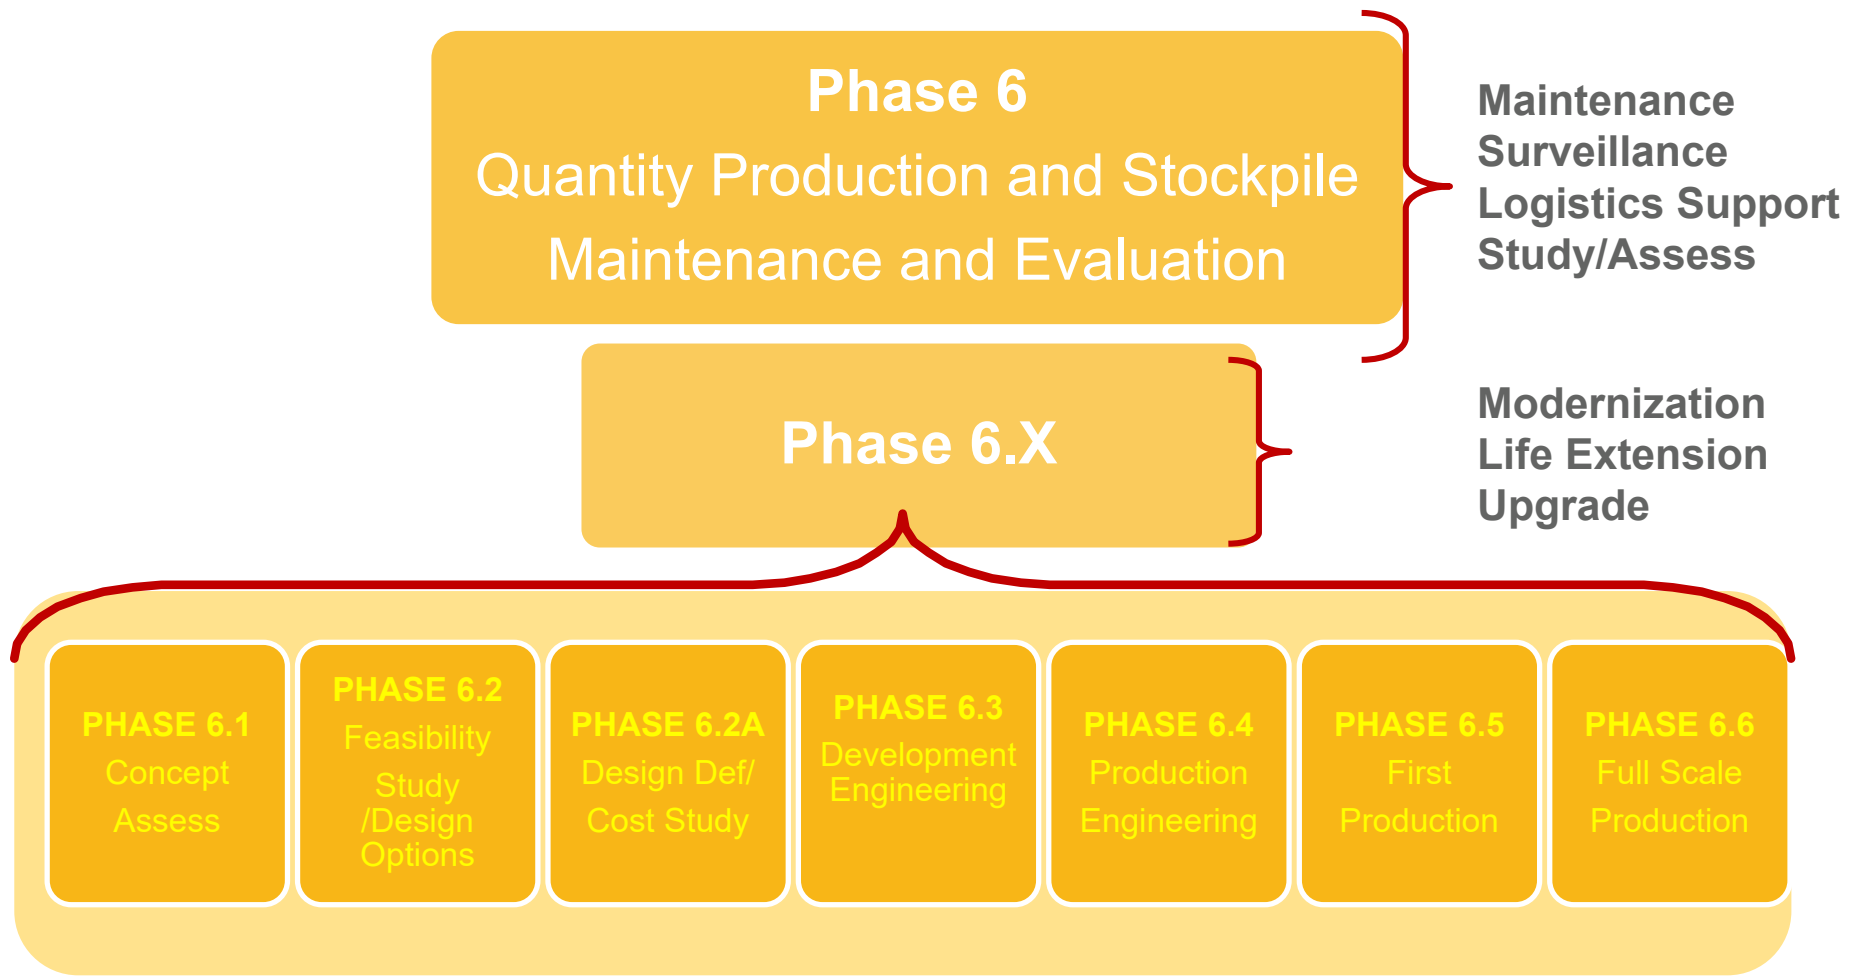 Phase 6
Quantity Production and Stockpile
Maintenance and Evaluation
Maintenance
Surveillance
Logistics Support
Study/Assess
Phase 6.X
Modernization
Life Extension
Upgrade
PHASE 6.1
Concept
Assess
PHASE 6.2
Feasibility
Study
/Design
Options
PHASE 6.2A
Design Def/
Cost Study
PHASE 6.3
Development
Engineering
PHASE 6.4
Production
Engineering
PHASE 6.5
First
Production
PHASE 6.6
Full Scale
Production